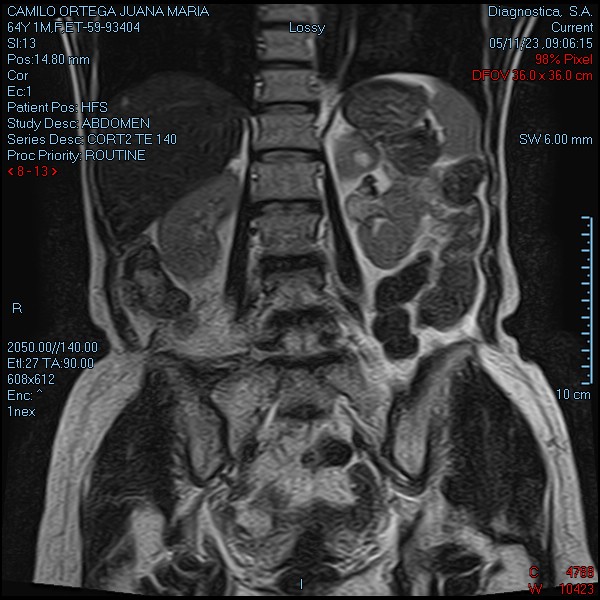 CAMILO ORTEGA JUANA MARIA
64Y 1M,F,ET-59-93404
Sl:13
Pos:14.80 mm
Cor
Ec:1
Patient Pos: HFS
Study Desc: ABDOMEN
Series Desc: CORT2 TE 140
Proc Priority: ROUTINE
< 8 - 13 >
Lossy
Diagnostica, S.A.
Current
05/11/23 ,09:06:15
98% Pixel
DFOV 36.0 x 36.0 cm
SW 6.00 mm
R
2050.00//140.00
Etl:27 TA:90.00
608x612
Enc: ^
1nex
10 cm
C 4789
W 10423